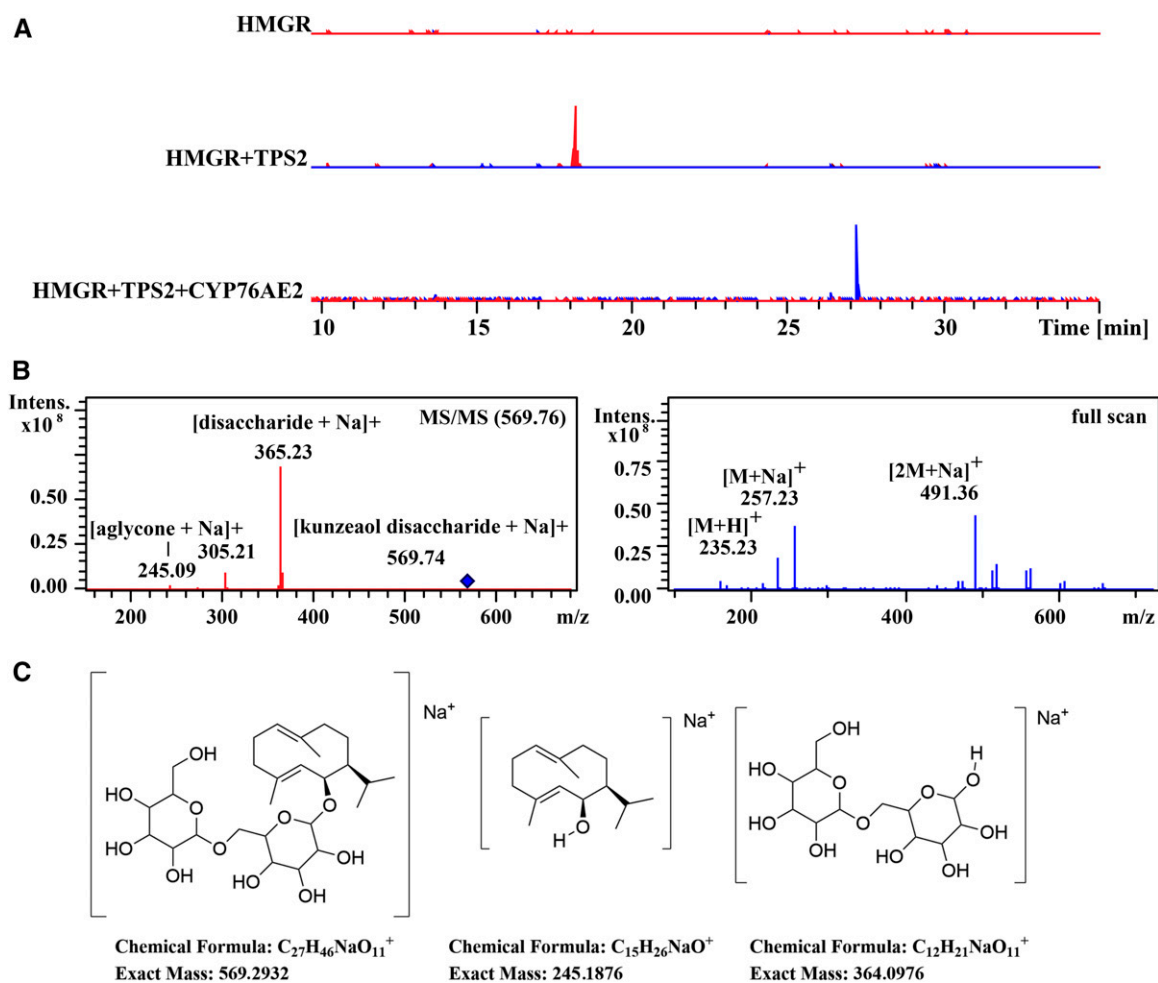 A
HMGR
HMGR+TPS2
HMGR+TPS2+CYP76AE2
10 15 20 25 30 Time [min]
B
Intens.
x10⁸
[disaccharide + Na]+
MS/MS (569.76)
365.23
0.50
[aglycone + Na]+
[kunzeaol disaccharide + Na]+
0.25
305.21
569.74
245.09
0.00
200 300 400 500 600 m/z
Intens.
x10⁸
full scan
0.75
[M+Na]⁺
[2M+Na]⁺
257.23
491.36
0.50
[M+H]⁺
235.23
0.25
0.00
200 400 600 m/z
C
Na⁺
OH
HO
O
OH
HO
OH
O
O
O
HO
OH
OH
Chemical Formula: C₂₇H₄₆NaO₁₁⁺
Exact Mass: 569.2932
Na⁺
O
H
Chemical Formula: C₁₅H₂₆NaO⁺
Exact Mass: 245.1876
Na⁺
OH
H
HO
O
O
O
HO
O
OH
OH
HO
OH
Chemical Formula: C₁₂H₂₁NaO₁₁⁺
Exact Mass: 364.0976